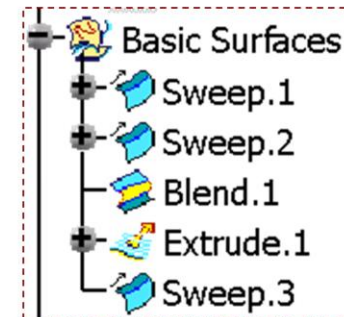 Basic Surfaces
Sweep.1
Sweep.2
Blend.1
Extrude.1
Sweep.3